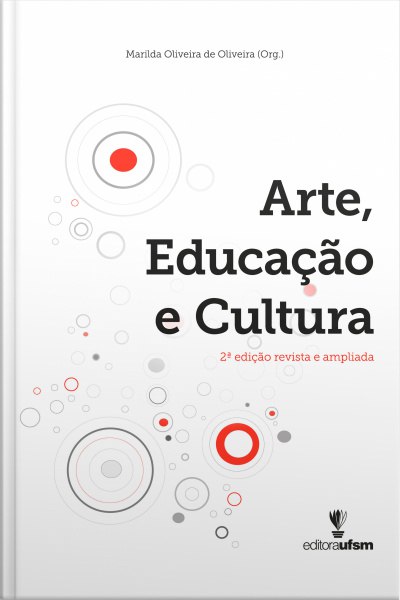 Marilda Oliveira de Oliveira (Org.)
Arte,
Educação
e Cultura
2ª edição revista e ampliada
editoraufsm